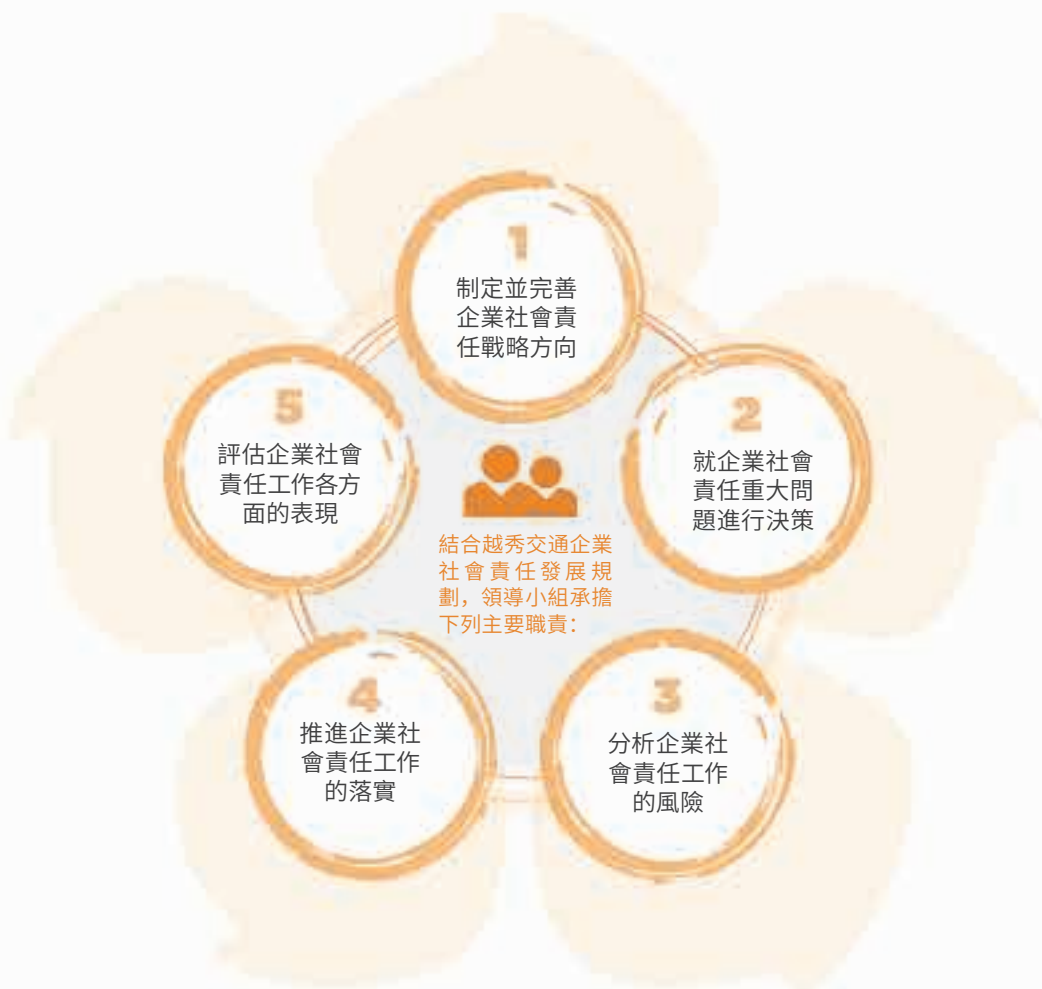 1
制定並完善
企業社會責
任戰略方向
2
就企業社會
責任重大問
題進行決策
3
分析企業社
會責任工作
的風險
4
推進企業社
會責任工作
的落實
5
評估企業社會
責任工作各方
面的表現
結合越秀交通企業
社會責任發展規
劃，領導小組承擔
下列主要職責：